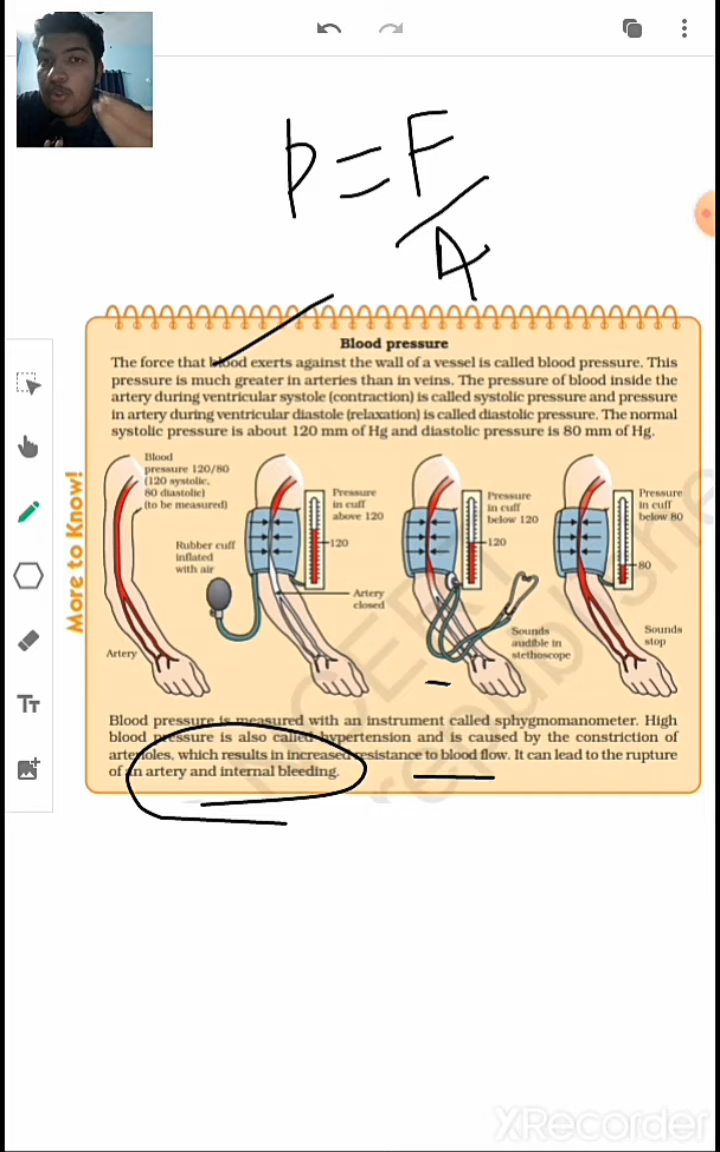 P = F/A
Blood pressure
The force that blood exerts against the wall of a vessel is called blood pressure. This
pressure is much greater in arteries than in veins. The pressure of blood inside the
artery during ventricular systole (contraction) is called systolic pressure and pressure
in artery during ventricular diastole (relaxation) is called diastolic pressure. The normal
systolic pressure is about 120 mm of Hg and diastolic pressure is 80 mm of Hg.
More to Know!
Blood
pressure 120/80
(120 systolic,
80 diastolic)
(to be measured)
Artery
Rubber cuff
inflated
with air
Pressure
in cuff
above 120
120
Artery
closed
Pressure
in cuff
below 120
120
Sounds
audible in
stethoscope
Pressure
in cuff
below 80
80
Sounds
stop
Blood pressure is measured with an instrument called sphygmomanometer. High
blood pressure is also called hypertension and is caused by the constriction of
arterioles, which results in increased resistance to blood flow. It can lead to the rupture
of an artery and internal bleeding.
Tт
NCERT
republishe
XRecorder